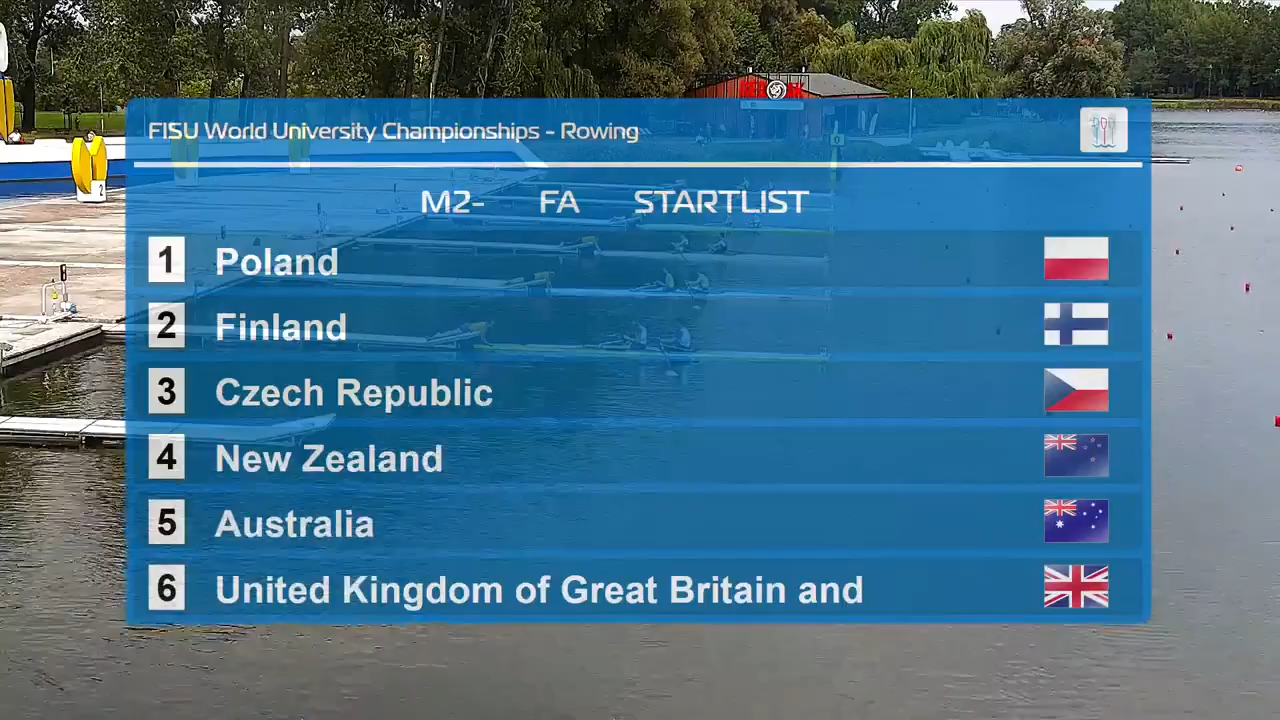 FISU World University Championships - Rowing
M2- FA STARTLIST
1 Poland
2 Finland
3 Czech Republic
4 New Zealand
5 Australia
6 United Kingdom of Great Britain and
2